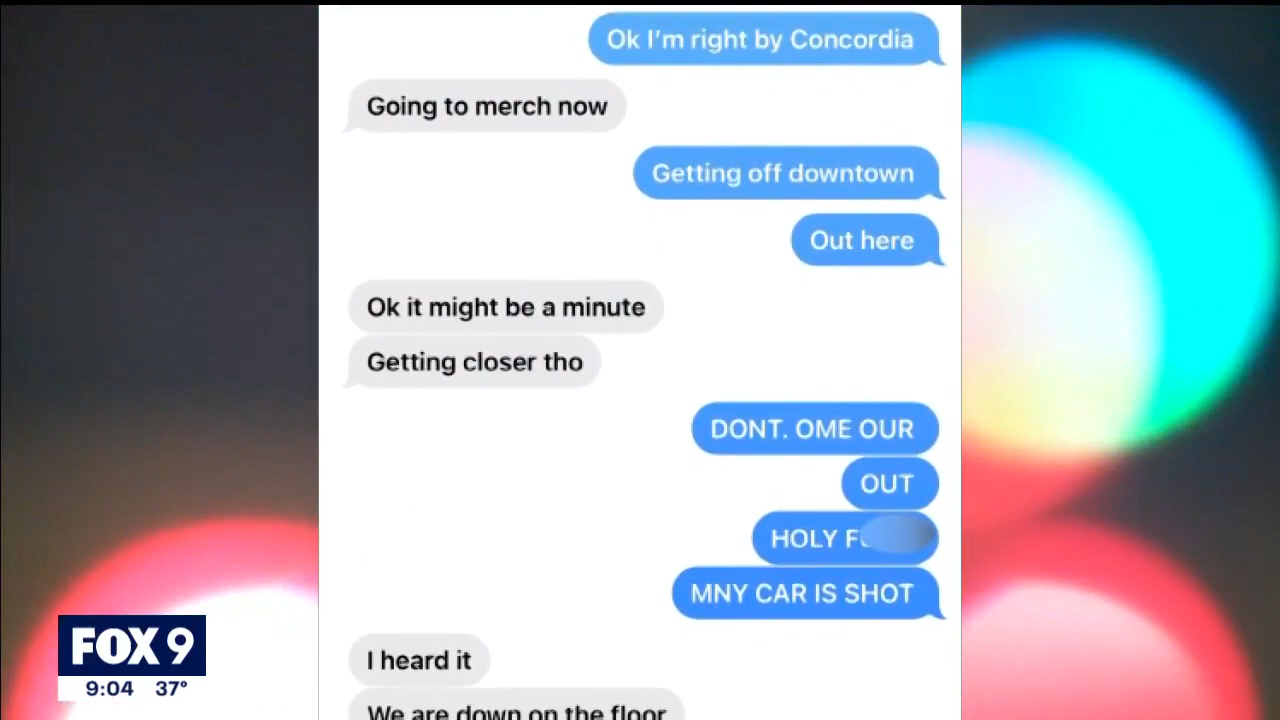 Ok I'm right by Concordia
Going to merch now
Getting off downtown
Out here
Ok it might be a minute
Getting closer tho
DONT. OME OUR
OUT
HOLY F
MNY CAR IS SHOT
I heard it
We are down on the floor
FOX 9
9:04 37°